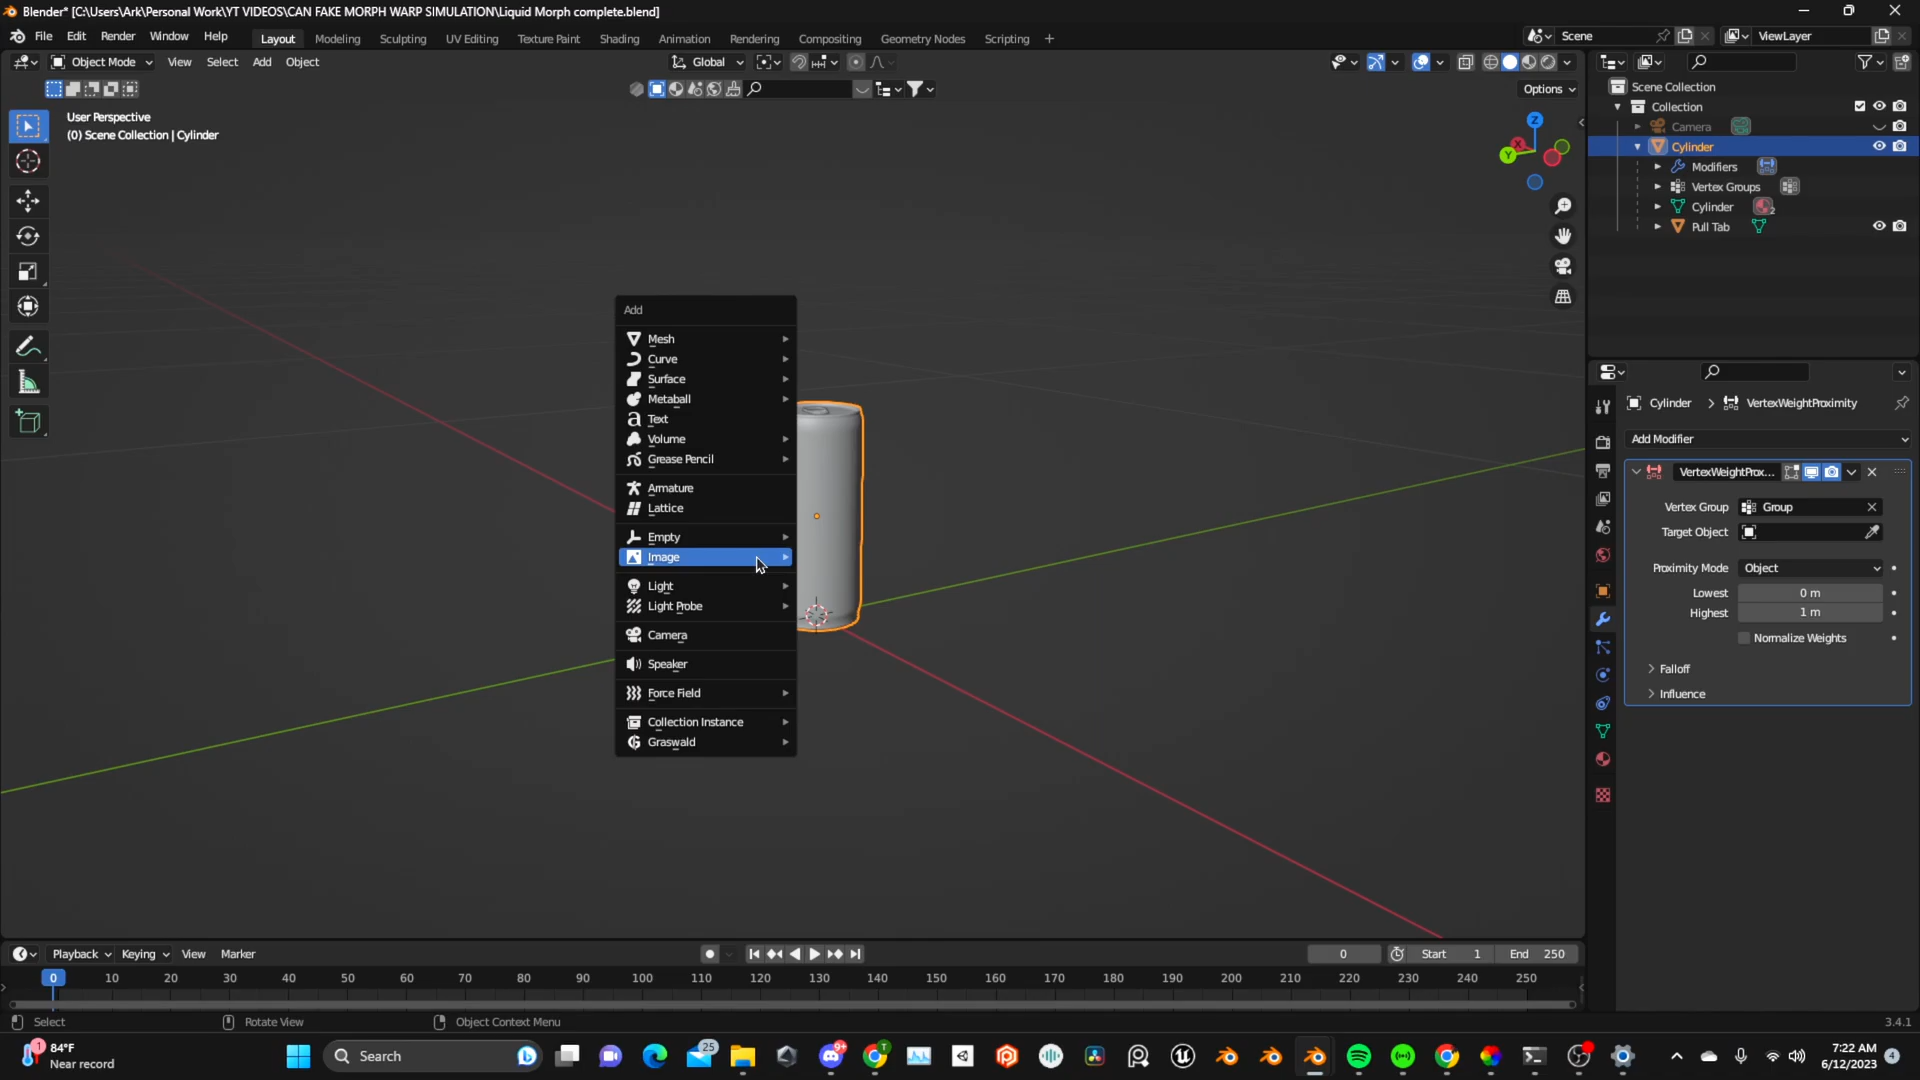 Blender* [C:\Users\Ark\Personal Work\YT VIDEOS\CAN FAKE MORPH WARP SIMULATION\Liquid Morph complete.blend]
File Edit Render Window Help Layout Modeling Sculpting UV Editing Texture Paint Shading Animation Rendering Compositing Geometry Nodes Scripting + Scene ViewLayer
Object Mode View Select Add Object Global
Options
User Perspective
(0) Scene Collection | Cylinder
Z
X
Y
Scene Collection
Collection
Camera
Cylinder
Modifiers
Vertex Groups
Cylinder 2
Pull Tab
Add
Mesh
Curve
Surface
Metaball
Text
Volume
Grease Pencil
Armature
Lattice
Empty
Image
Light
Light Probe
Camera
Speaker
Force Field
Collection Instance
Graswald
Cylinder > VertexWeightProximity
Add Modifier
VertexWeightProx...
Vertex Group Group
Target Object
Proximity Mode Object
Lowest 0 m
Highest 1 m
Normalize Weights
Falloff
Influence
Playback Keying View Marker 0 Start 1 End 250
0 10 20 30 40 50 60 70 80 90 100 110 120 130 140 150 160 170 180 190 200 210 220 230 240 250
Select Rotate View Object Context Menu 3.4.1
1 84°F
Near record
Search
25
9+
T
7:22 AM
6/12/2023
4